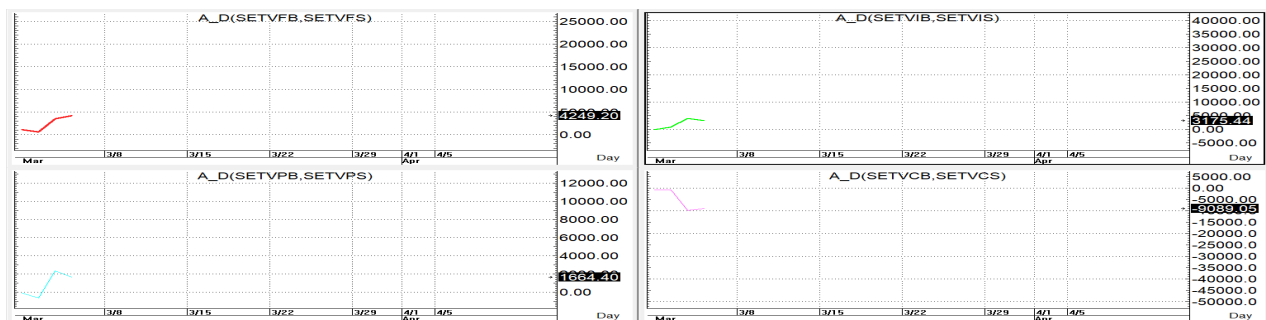 A_D(SETVFB,SETVFS)
25000.00
20000.00
15000.00
10000.00
4249.20
0.00
3/8 3/15 3/22 3/29 4/1 4/5
Mar Apr Day
A_D(SETVIB,SETVIS)
40000.00
35000.00
30000.00
25000.00
20000.00
15000.00
10000.00
3175.44
0.00
-5000.00
3/8 3/15 3/22 3/29 4/1 4/5
Mar Apr Day
A_D(SETVPB,SETVPS)
12000.00
10000.00
8000.00
6000.00
4000.00
1664.40
0.00
3/8 3/15 3/22 3/29 4/1 4/5
Mar Apr Day
A_D(SETVCB,SETVCS)
5000.00
0.00
-5000.00
-9089.05
-15000.0
-20000.0
-25000.0
-30000.0
-35000.0
-40000.0
-45000.0
-50000.0
3/8 3/15 3/22 3/29 4/1 4/5
Mar Apr Day